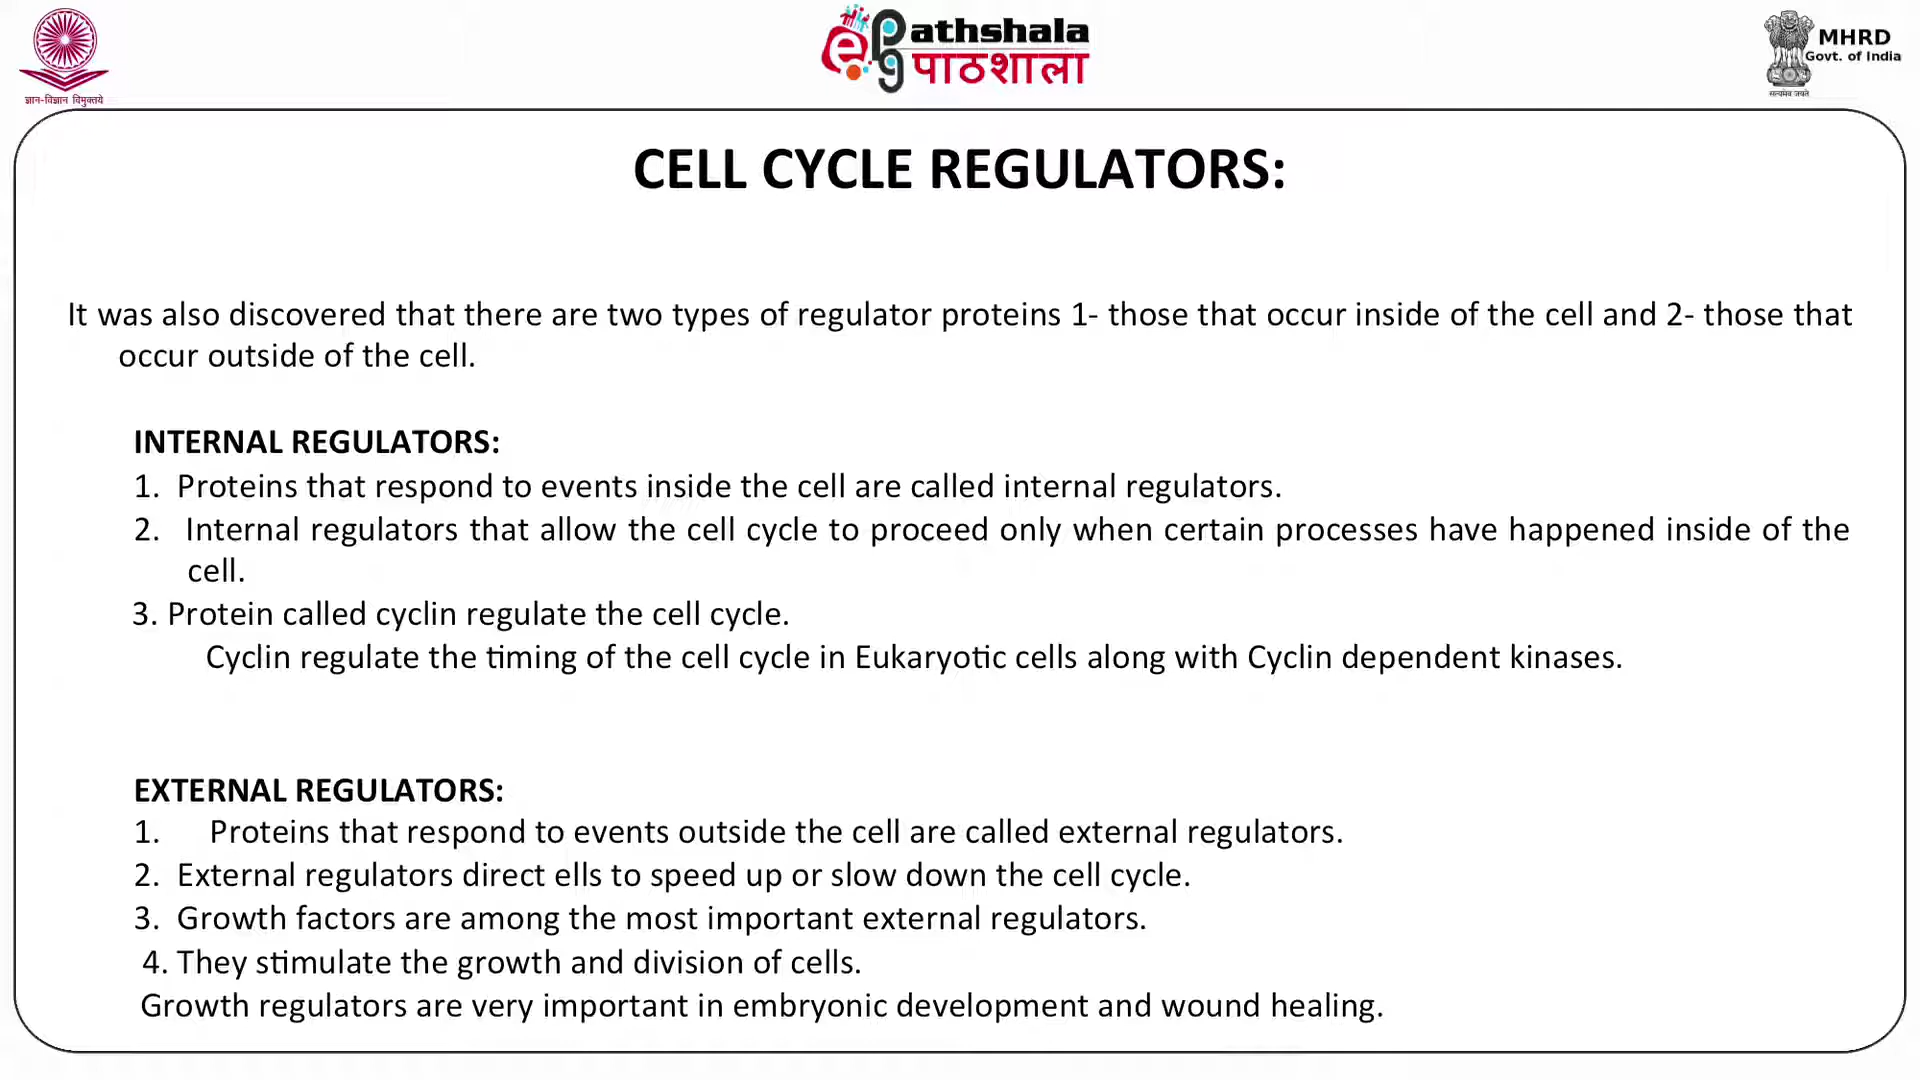 ज्ञान-विज्ञान विमुक्तये
ePGathshala
पाठशाला
MHRD
Govt. of India
सत्यमेव जयते
CELL CYCLE REGULATORS:
It was also discovered that there are two types of regulator proteins 1- those that occur inside of the cell and 2- those that
occur outside of the cell.
INTERNAL REGULATORS:
1. Proteins that respond to events inside the cell are called internal regulators.
2. Internal regulators that allow the cell cycle to proceed only when certain processes have happened inside of the
cell.
3. Protein called cyclin regulate the cell cycle.
Cyclin regulate the timing of the cell cycle in Eukaryotic cells along with Cyclin dependent kinases.
EXTERNAL REGULATORS:
1. Proteins that respond to events outside the cell are called external regulators.
2. External regulators direct ells to speed up or slow down the cell cycle.
3. Growth factors are among the most important external regulators.
4. They stimulate the growth and division of cells.
Growth regulators are very important in embryonic development and wound healing.